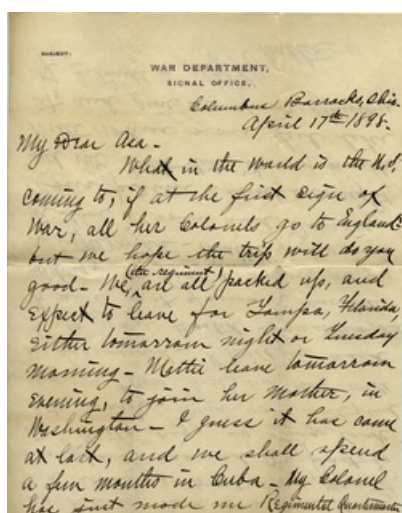 SUBJECT:
WAR DEPARTMENT,
SIGNAL OFFICE,
Columbus Barracks, Ohio.
April 17th 1898.
My Dear Asa -
What in the world is the U.S.
coming to, if at the first sign of
war, all her Colonels go to England-
but we hope the trip will do you
good - We, (the regiment) are all packed up, and
expect to leave for Tampa, Florida,
either tomorrow night or Tuesday
morning - Mattie leave tomorrow
evening, to join her mother, in
Washington - I guess it has come
at last, and we shall spend
a few months in Cuba - My Colonel
has just made me Regimental Quartermaster